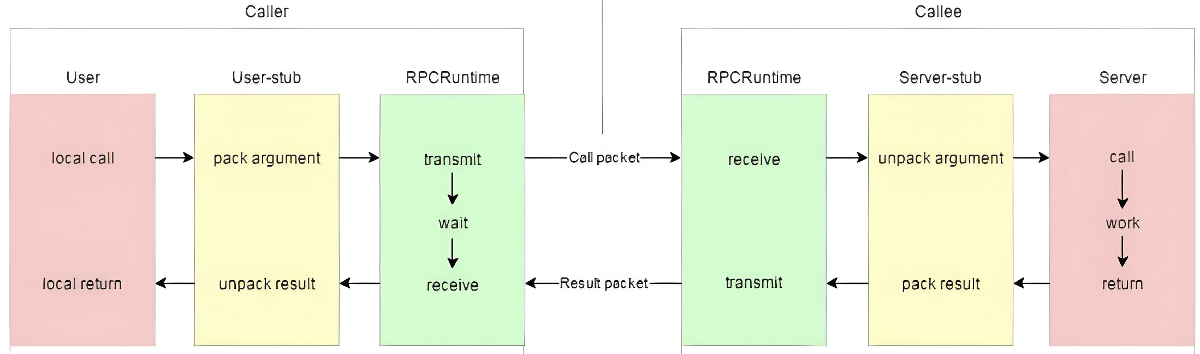 Caller
Callee
User
User-stub
RPCRuntime
RPCRuntime
Server-stub
Server
local call
pack argument
transmit
Call packet
receive
unpack argument
call
wait
work
local return
unpack result
receive
Result packet
transmit
pack result
return